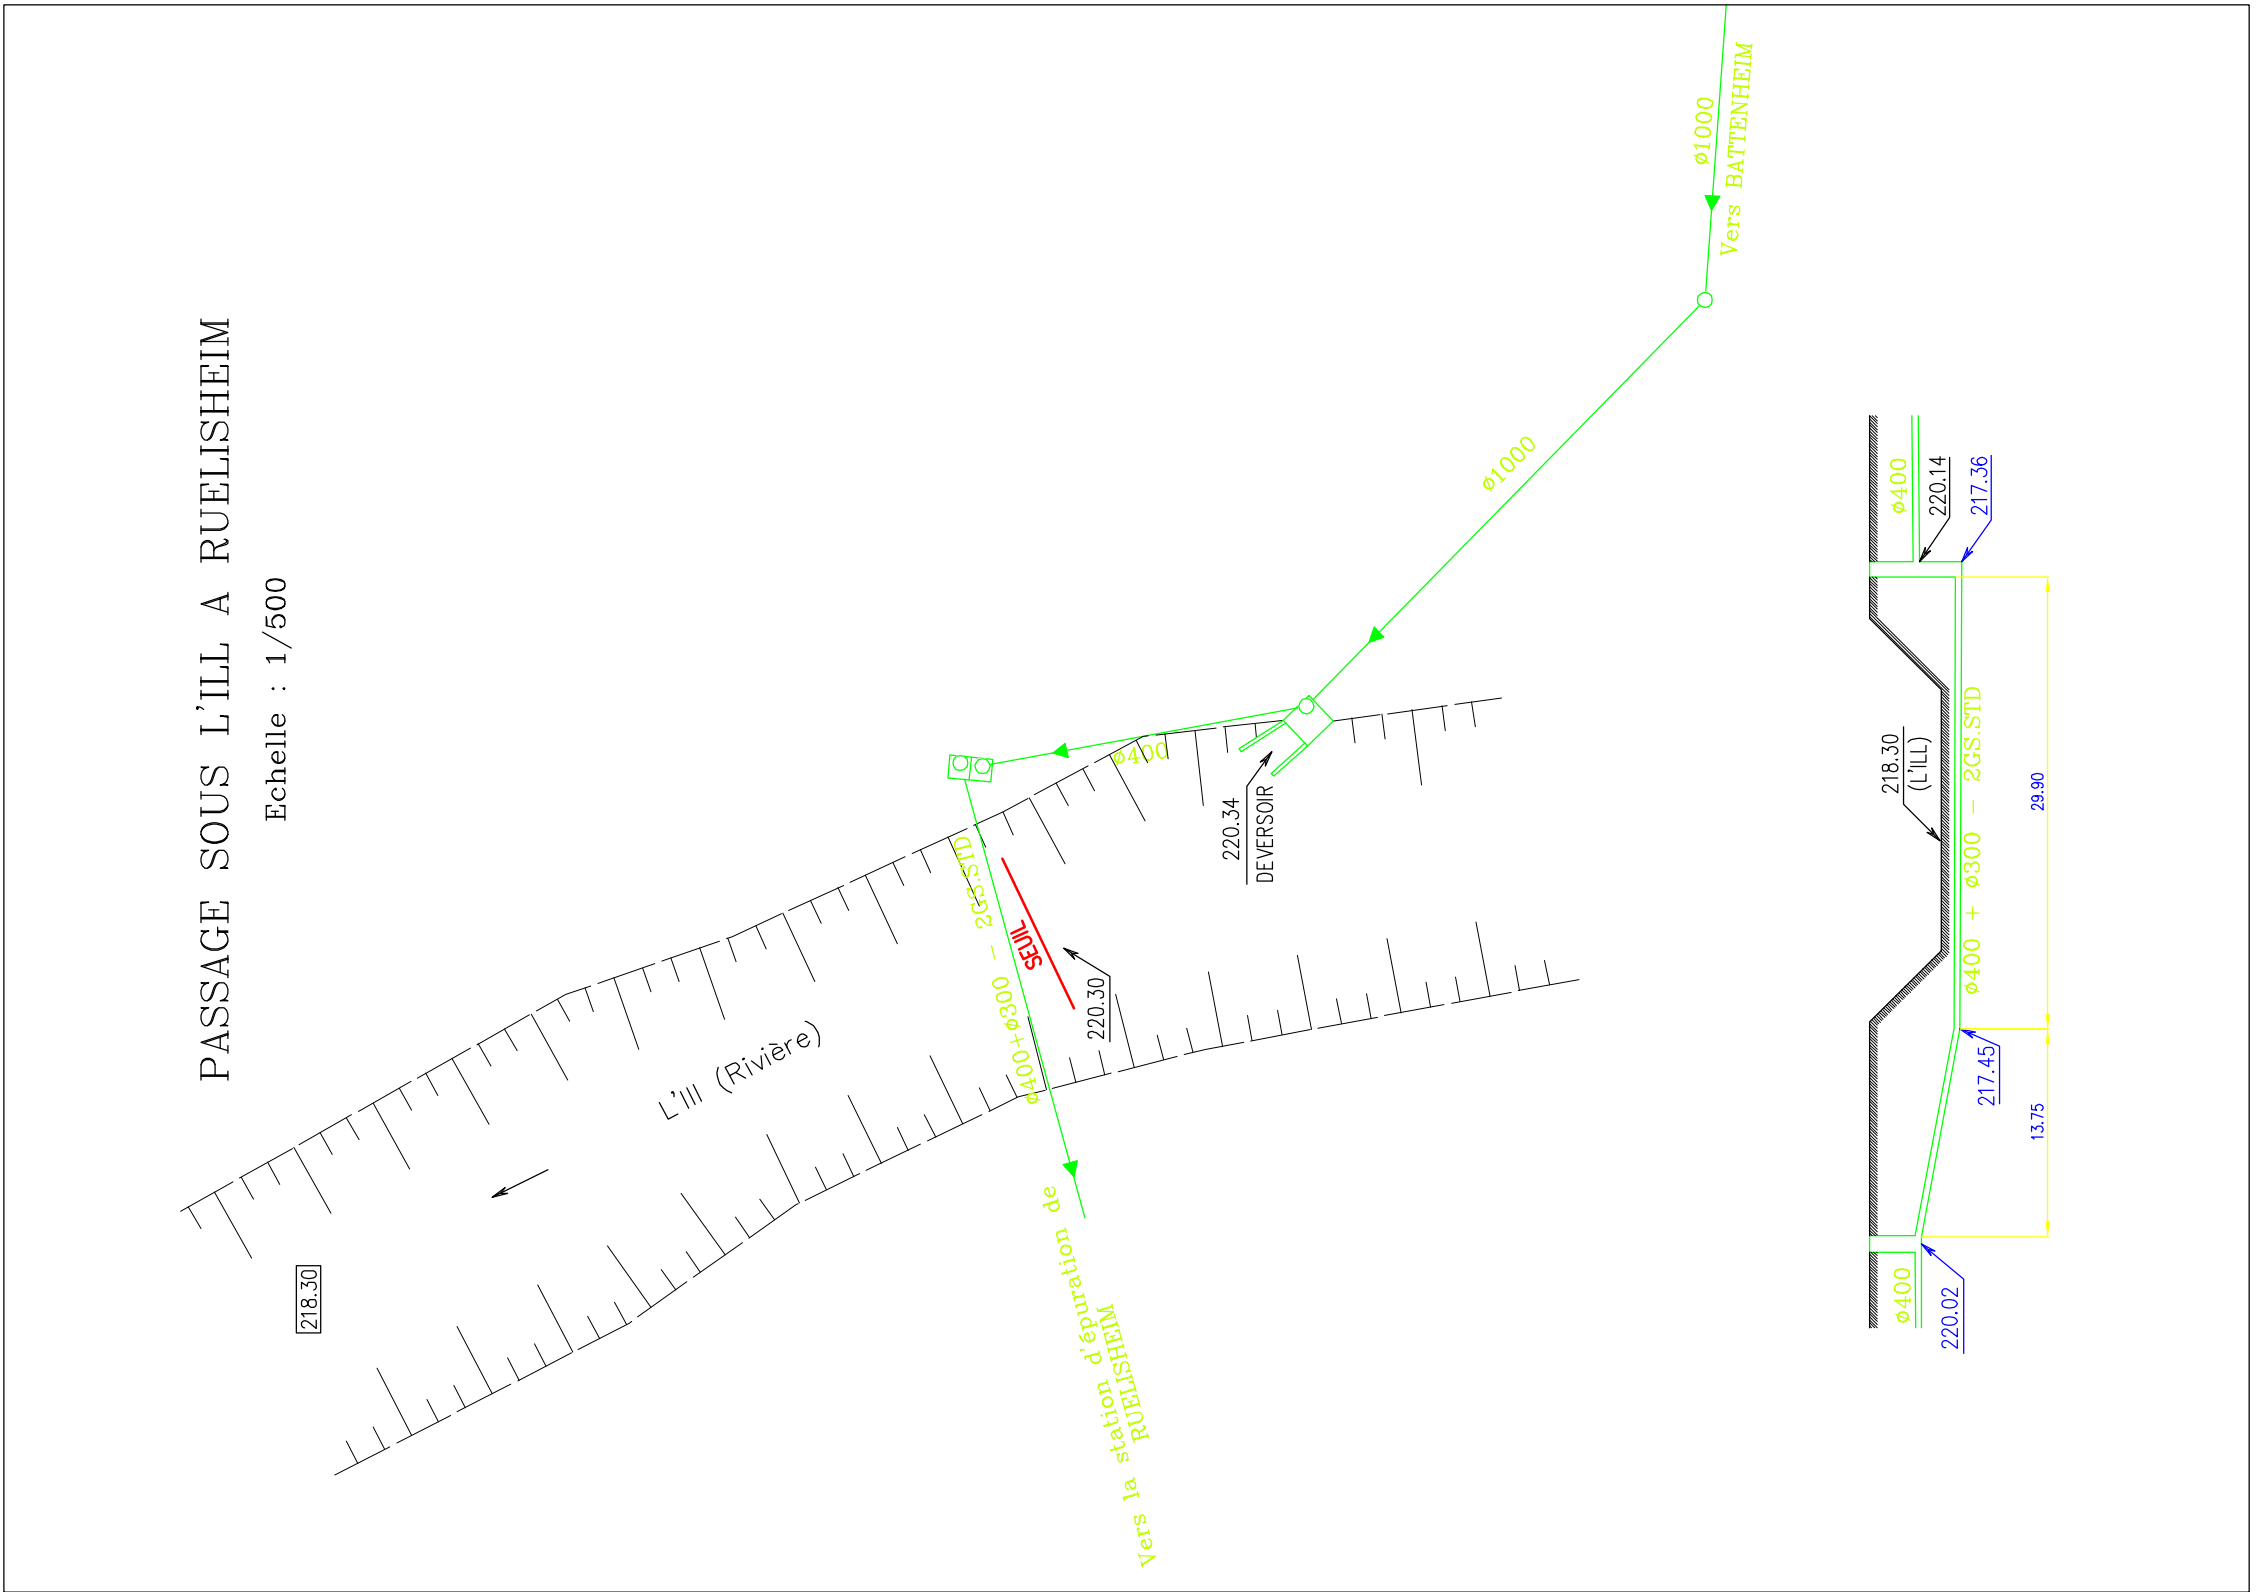 PASSAGE SOUS L'ILL A RUELISHEIM
Echelle : 1/500
218.30
L'Ill (Rivière)
ø400+ø300 - 2GS.STD
SEUIL
220.30
ø400
220.34
DEVERSOIR
ø1000
ø1000
Vers BATTENHEIM
Vers la station d'épuration de
RUELISHEIM
218.30
(L'ILL)
ø400
220.14
217.36
ø400 + ø300 - 2GS.STD
29.90
217.45
13.75
ø400
220.02